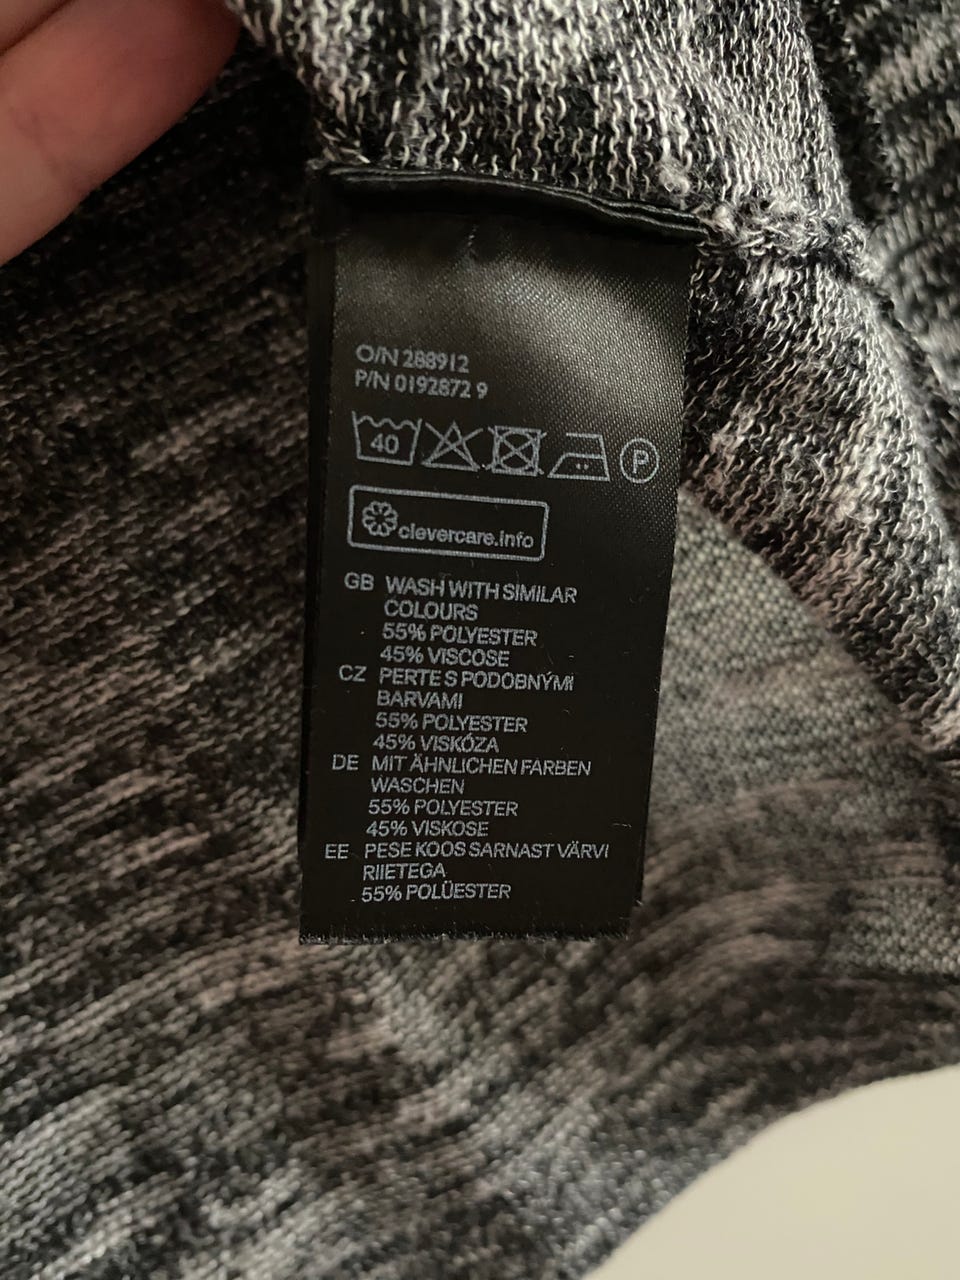 O/N 288912
P/N 0192872 9
40 P
clevercare.info
GB WASH WITH SIMILAR
COLOURS
55% POLYESTER
45% VISCOSE
CZ PERTE S PODOBNÝMI
BARVAMI
55% POLYESTER
45% VISKÓZA
DE MIT ÄHNLICHEN FARBEN
WASCHEN
55% POLYESTER
45% VISKOSE
EE PESE KOOS SARNAST VÄRVI
RIIETEGA
55% POLÜESTER